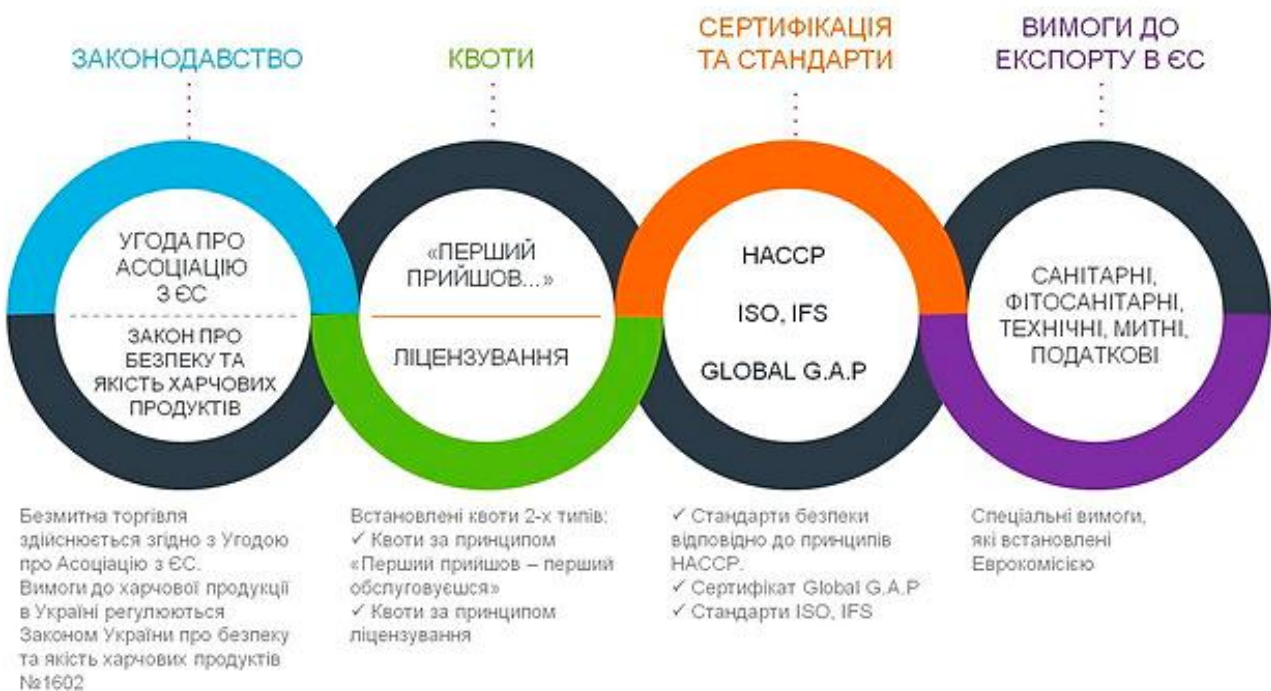 ЗАКОНОДАВСТВО
УГОДА ПРО
АСОЦІАЦІЮ
З ЄС
ЗАКОН ПРО
БЕЗПЕКУ ТА
ЯКІСТЬ ХАРЧОВИХ
ПРОДУКТІВ
Безмитна торгівля
здійснюється згідно з Угодою
про Асоціацію з ЄС.
Вимоги до харчової продукції
в Україні регулюються
Законом України про безпеку
та якість харчових продуктів
№1602
КВОТИ
«ПЕРШИЙ
ПРИЙШОВ...»
ЛІЦЕНЗУВАННЯ
Встановлені квоти 2-х типів:
✓ Квоти за принципом
«Перший прийшов – перший
обслуговуєшся»
✓ Квоти за принципом
ліцензування
СЕРТИФІКАЦІЯ
ТА СТАНДАРТИ
HACCP
ISO, IFS
GLOBAL G.A.P
✓ Стандарти безпеки
відповідно до принципів
HACCP.
✓ Сертифікат Global G.A.P
✓ Стандарти ISO, IFS
ВИМОГИ ДО
ЕКСПОРТУ В ЄС
САНІТАРНІ,
ФІТОСАНІТАРНІ,
ТЕХНІЧНІ, МИТНІ,
ПОДАТКОВІ
Спеціальні вимоги,
які встановлені
Еврокомісією